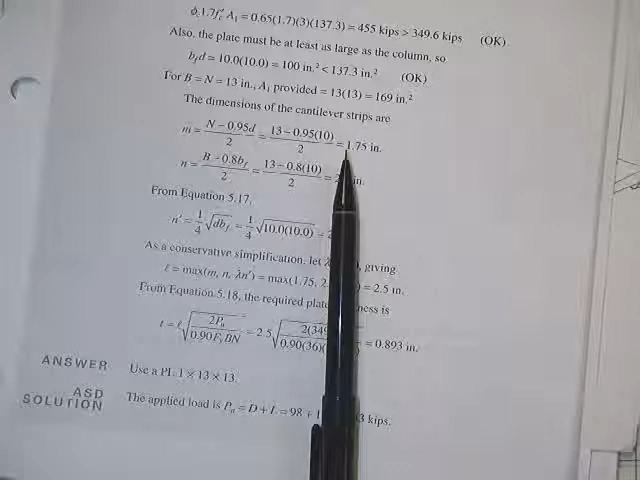 ϕc1.7f′c A1 = 0.65(1.7)(3)(137.3) = 455 kips > 349.6 kips (OK)
Also, the plate must be at least as large as the column, so
bfd = 10.0(10.0) = 100 in.² < 137.3 in.² (OK)
For B = N = 13 in., A1 provided = 13(13) = 169 in.²
The dimensions of the cantilever strips are
m = (N − 0.95d)/2 = (13 − 0.95(10))/2 = 1.75 in.
n = (B − 0.8bf)/2 = (13 − 0.8(10))/2 = in.
From Equation 5.17,
n′ = 1/4 √(dbf) = 1/4 √(10.0(10.0)) =
As a conservative simplification, let giving
ℓ = max(m, n, λn′) = max(1.75, 2. ) = 2.5 in.
From Equation 5.18, the required plate is
t = ℓ√(2Pu/(0.90FyBN)) = 2.5√(2(349 /0.90(36)( ) = 0.893 in.
ANSWER Use a PL 1 × 13 × 13.
ASD
SOLUTION
The applied load is Pa = D + L = 98 + 1 3 kips.